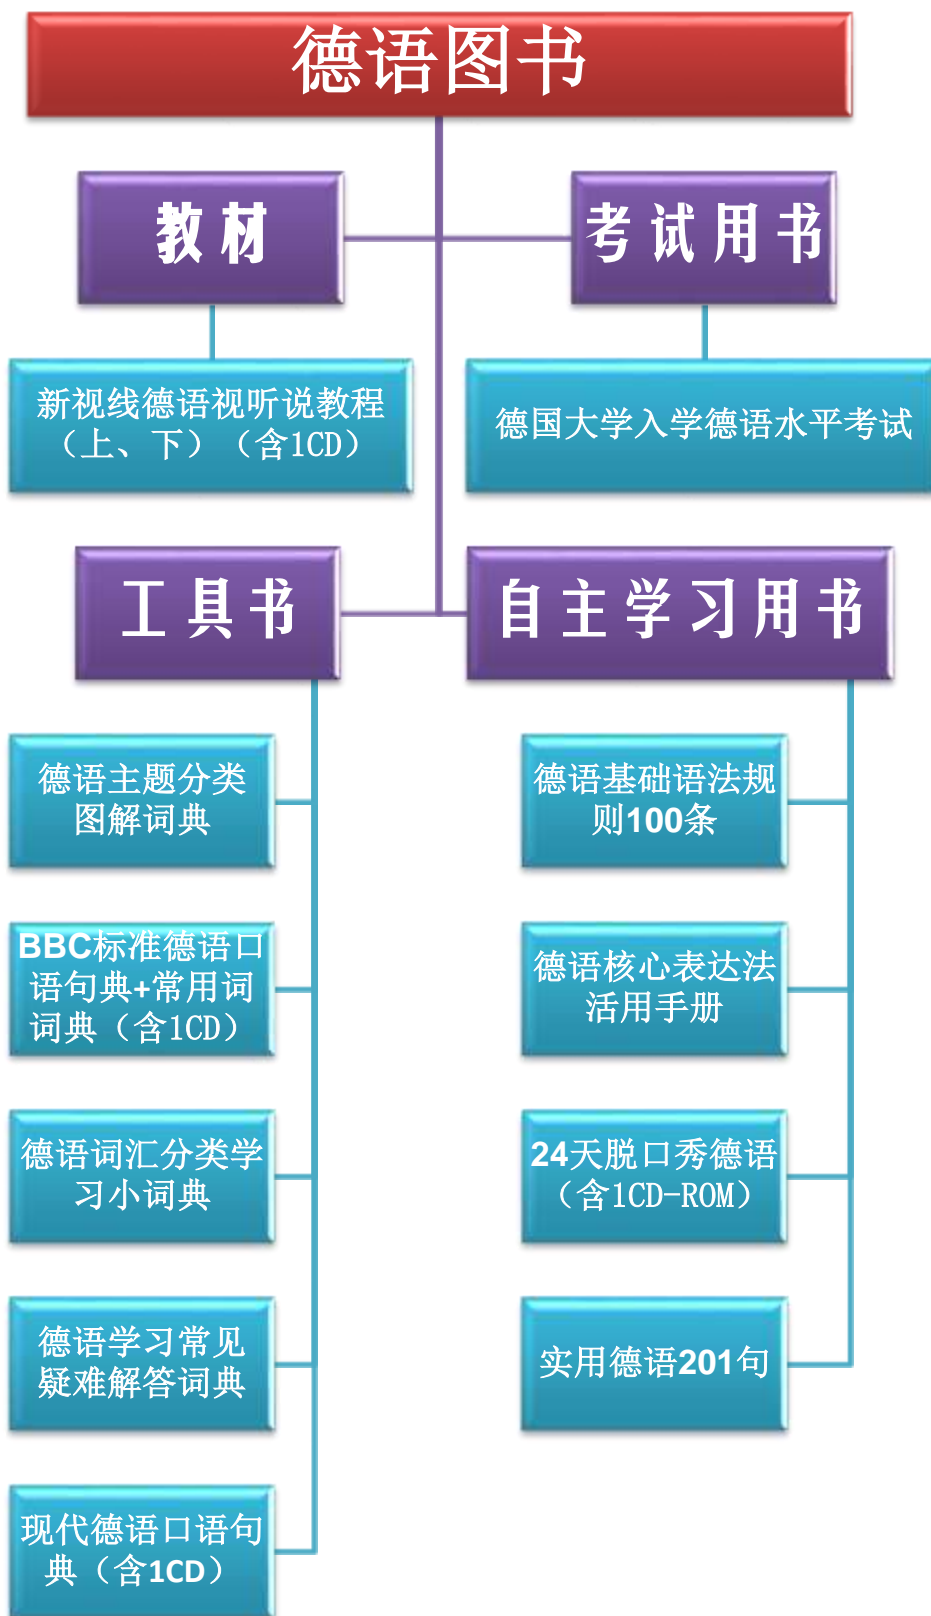 德语图书
教材
考试用书
新视线德语视听说教程
（上、下）（含1CD）
德国大学入学德语水平考试
工具书
自主学习用书
德语主题分类
图解词典
德语基础语法规
则100条
BBC标准德语口
语句典+常用词
词典（含1CD）
德语核心表达法
活用手册
德语词汇分类学
习小词典
24天脱口秀德语
（含1CD-ROM）
德语学习常见
疑难解答词典
实用德语201句
现代德语口语句
典（含1CD）